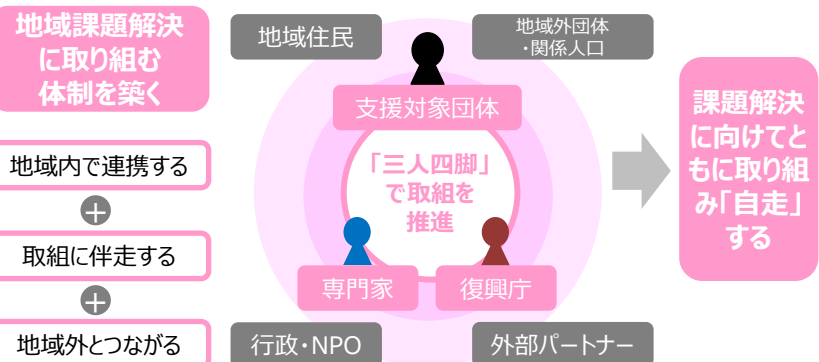 地域課題解決
に取り組む
体制を築く
地域内で連携する
+
取組に伴走する
+
地域外とつながる
地域住民
地域外団体
・関係人口
支援対象団体
「三人四脚」
で取組を
推進
専門家
復興庁
行政・NPO
外部パートナー
課題解決
に向けてと
もに取り組
み「自走」
する